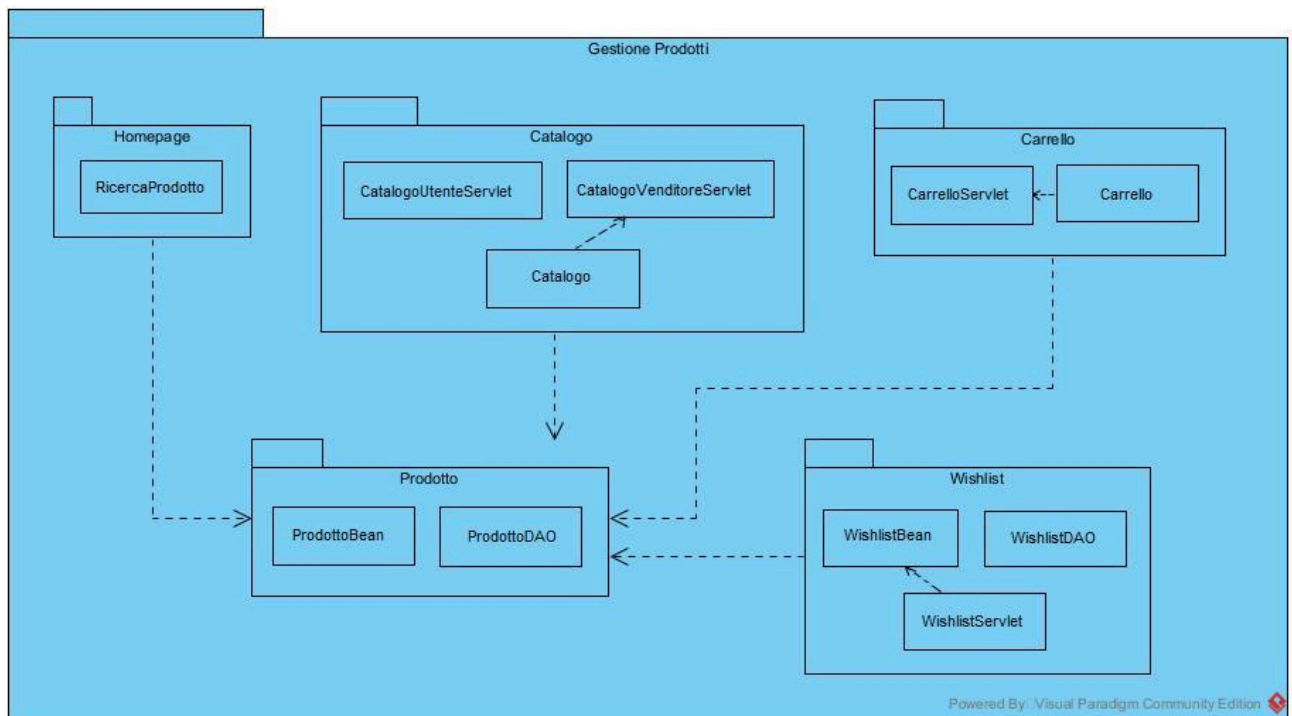 Gestione Prodotti
Homepage
RicercaProdotto
Catalogo
CatalogoUtenteServlet
CatalogoVenditoreServlet
Catalogo
Carrello
CarrelloServlet
Carrello
Prodotto
ProdottoBean
ProdottoDAO
Wishlist
WishlistBean
WishlistDAO
WishlistServlet
Powered By Visual Paradigm Community Edition